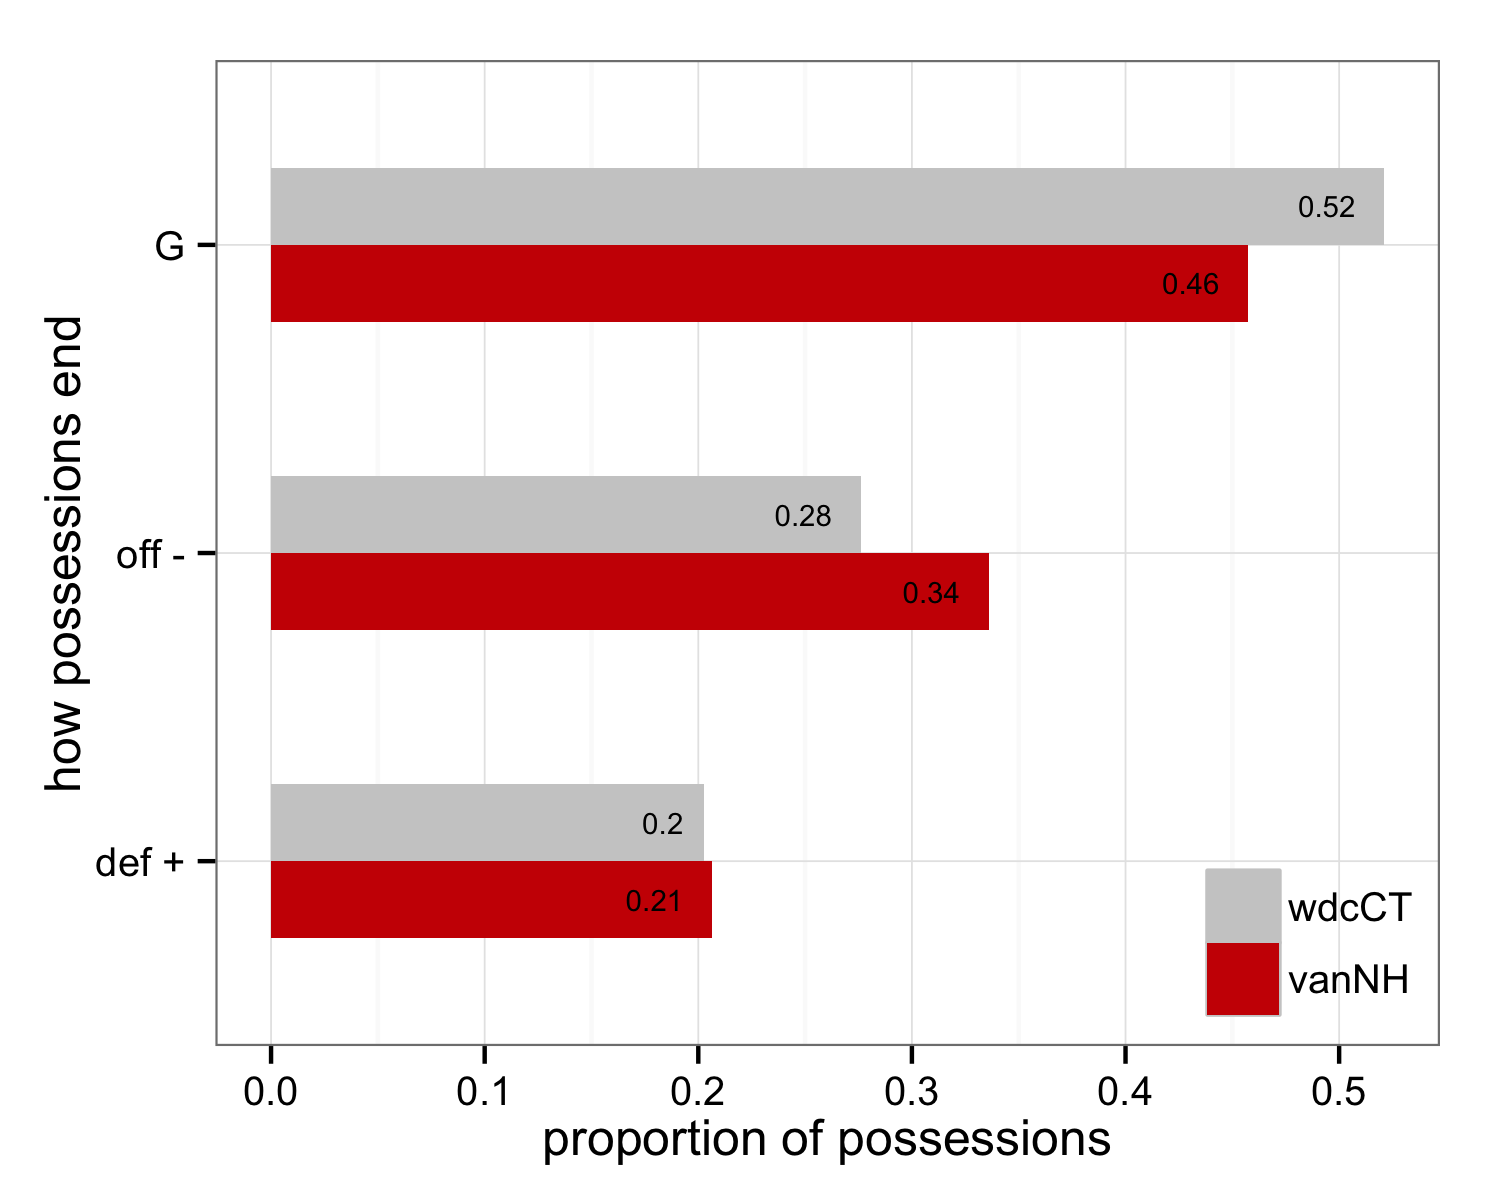 how possessions end
G
0.52
0.46
off -
0.28
0.34
def +
0.2
0.21
wdcCT
vanNH
0.0 0.1 0.2 0.3 0.4 0.5
proportion of possessions